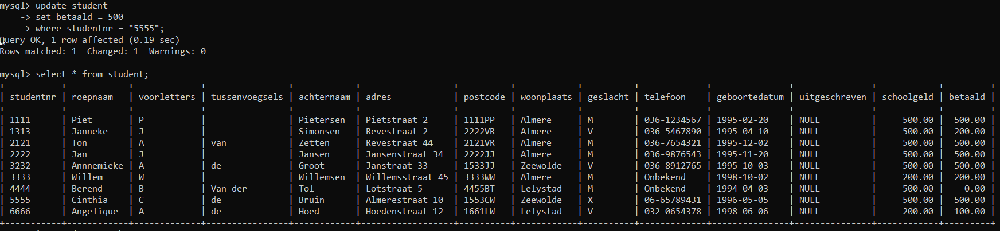 mysql> update student
    -> set betaald = 500
    -> where studentnr = "5555";
Query OK, 1 row affected (0.19 sec)
Rows matched: 1  Changed: 1  Warnings: 0

mysql> select * from student;
+-----------+------------+-------------+----------------+------------+------------------+----------+------------+----------+-------------+---------------+---------------+------------+---------+
| studentnr | roepnaam   | voorletters | tussenvoegsels | achternaam | adres            | postcode | woonplaats | geslacht | telefoon    | geboortedatum | uitgeschreven | schoolgeld | betaald |
+-----------+------------+-------------+----------------+------------+------------------+----------+------------+----------+-------------+---------------+---------------+------------+---------+
| 1111      | Piet       | P           |                | Pietersen  | Pietstraat 2     | 1111PP   | Almere     | M        | 036-1234567 | 1995-02-20    | NULL          |     500.00 |  500.00 |
| 1313      | Janneke    | J           |                | Simonsen   | Revestraat 2     | 2222VR   | Almere     | V        | 036-5467890 | 1995-04-10    | NULL          |     500.00 |  200.00 |
| 2121      | Ton        | A           | van            | Zetten     | Revestraat 44    | 2121VR   | Almere     | M        | 036-7654321 | 1995-12-02    | NULL          |     500.00 |  500.00 |
| 2222      | Jan        | J           |                | Jansen     | Jansenstraat 34  | 2222JJ   | Almere     | M        | 036-9876543 | 1995-11-20    | NULL          |     500.00 |  500.00 |
| 3232      | Annnemieke | A           | de             | Groot      | Janstraat 33     | 1533JJ   | Zeewolde   | V        | 036-8912765 | 1995-10-03    | NULL          |     500.00 |  500.00 |
| 3333      | Willem     | W           |                | Willemsen  | Willemsstraat 45 | 3333WW   | Almere     | M        | Onbekend    | 1998-10-02    | NULL          |     200.00 |  200.00 |
| 4444      | Berend     | B           | Van der        | Tol        | Lotstraat 5      | 4455BT   | Lelystad   | M        | Onbekend    | 1994-04-03    | NULL          |     500.00 |    0.00 |
| 5555      | Cinthia    | C           | de             | Bruin      | Almerestraat 10  | 1553CW   | Zeewolde   | X        | 06-65789431 | 1996-05-05    | NULL          |     500.00 |  500.00 |
| 6666      | Angelique  | A           | de             | Hoed       | Hoedenstraat 12  | 1661LW   | Lelystad   | V        | 032-0654378 | 1998-06-06    | NULL          |     200.00 |  100.00 |
+-----------+------------+-------------+----------------+------------+------------------+----------+------------+----------+-------------+---------------+---------------+------------+---------+